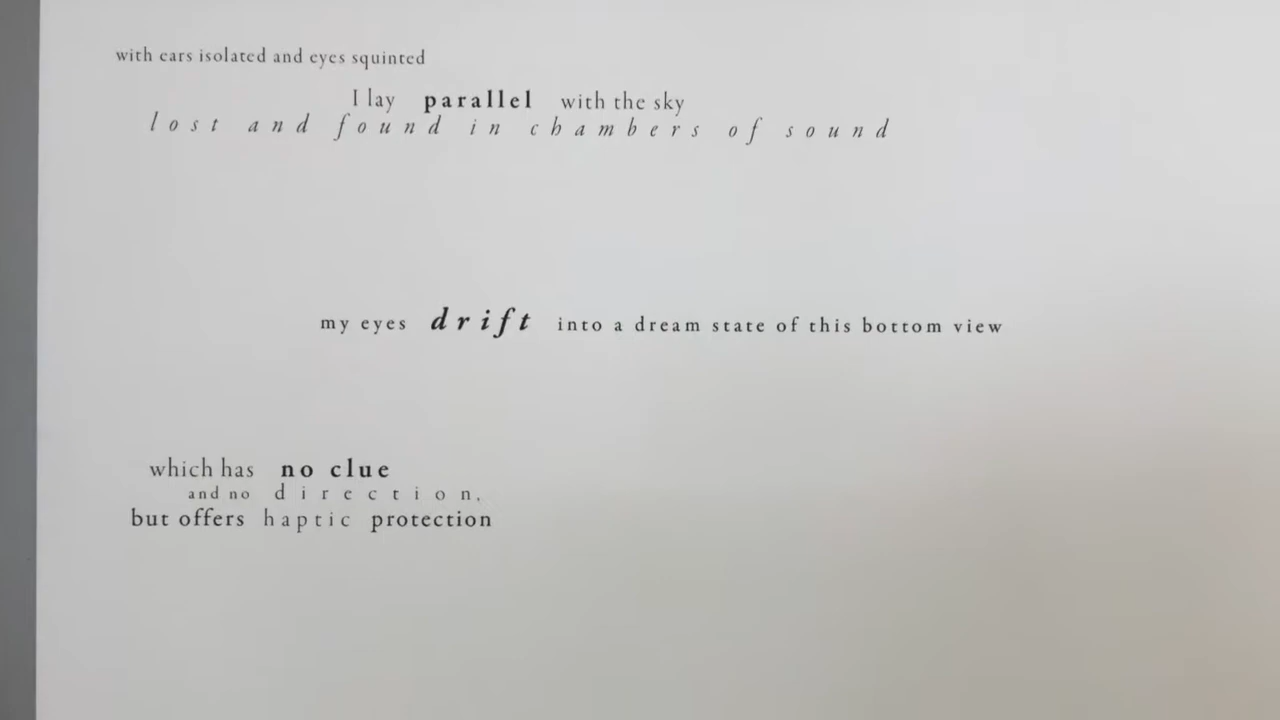 with ears isolated and eyes squinted
I lay parallel with the sky
lost and found in chambers of sound
my eyes drift into a dream state of this bottom view
which has no clue
and no direction,
but offers haptic protection